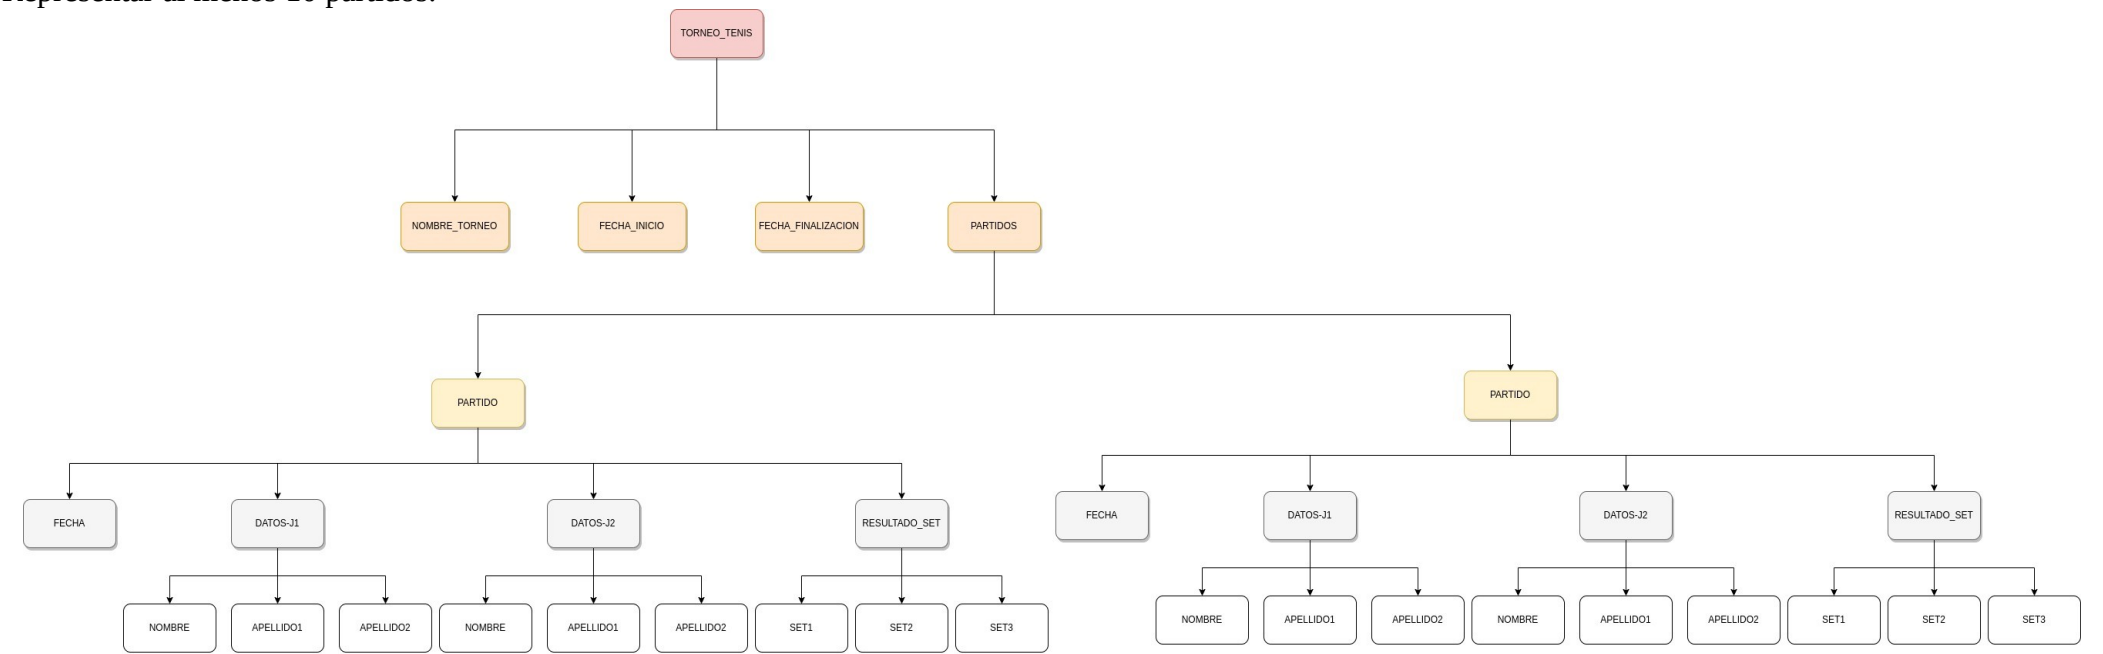 Representar al menos 10 partidos.
TORNEO_TENIS
NOMBRE_TORNEO
FECHA_INICIO
FECHA_FINALIZACION
PARTIDOS
PARTIDO
PARTIDO
FECHA
DATOS-J1
DATOS-J2
RESULTADO_SET
FECHA
DATOS-J1
DATOS-J2
RESULTADO_SET
NOMBRE
APELLIDO1
APELLIDO2
NOMBRE
APELLIDO1
APELLIDO2
SET1
SET2
SET3
NOMBRE
APELLIDO1
APELLIDO2
NOMBRE
APELLIDO1
APELLIDO2
SET1
SET2
SET3